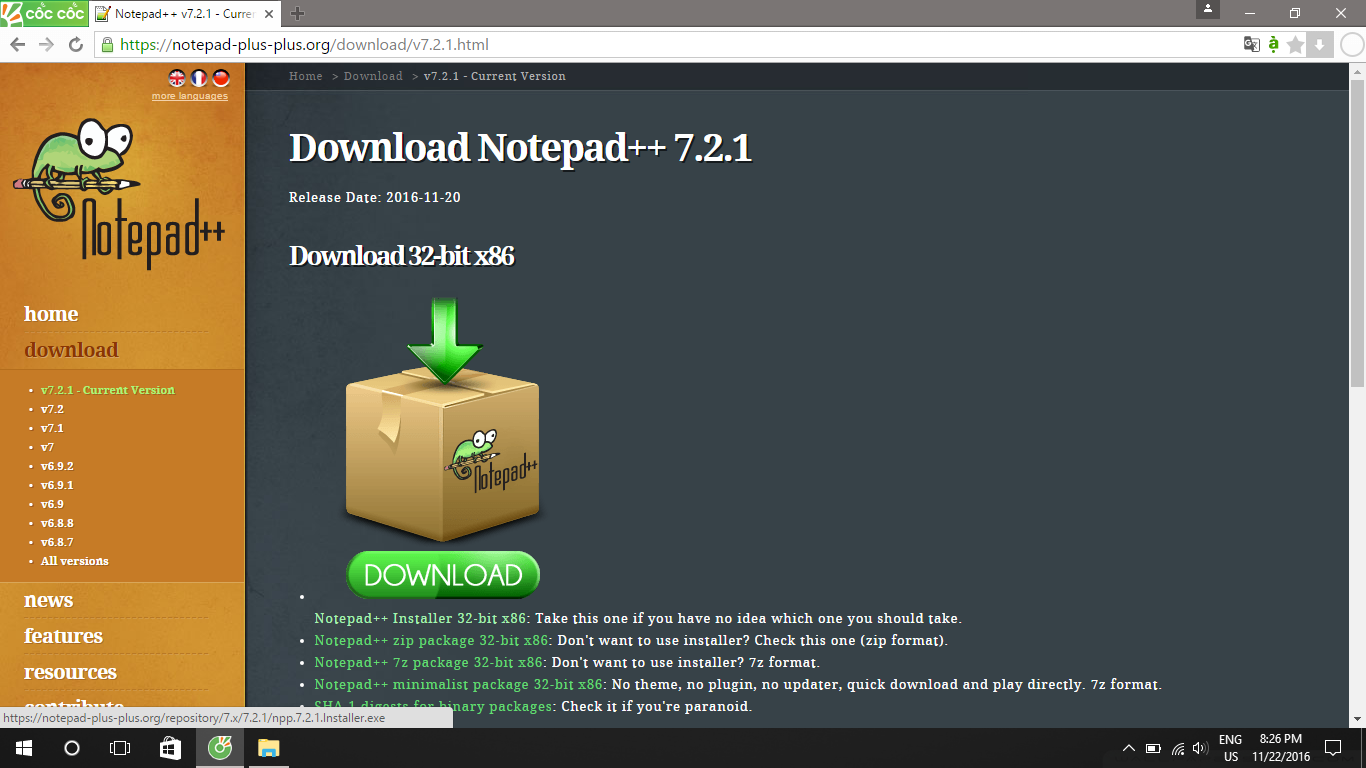 CỐC CỐC
Notepad++ v7.2.1 - Curre
https://notepad-plus-plus.org/download/v7.2.1.html
more languages
Home > Download > v7.2.1 - Current Version
Notepad++
Download Notepad++ 7.2.1
Release Date: 2016-11-20
Download 32-bit x86
home
download
v7.2.1 - Current Version
v7.2
v7.1
v7
v6.9.2
v6.9.1
v6.9
v6.8.8
v6.8.7
All versions
news
features
resources
contribute
Notepad++
DOWNLOAD
Notepad++ Installer 32-bit x86: Take this one if you have no idea which one you should take.
Notepad++ zip package 32-bit x86: Don't want to use installer? Check this one (zip format).
Notepad++ 7z package 32-bit x86: Don't want to use installer? 7z format.
Notepad++ minimalist package 32-bit x86: No theme, no plugin, no updater, quick download and play directly. 7z format.
SHA-1 digests for binary packages: Check it if you're paranoid.
https://notepad-plus-plus.org/repository/7.x/7.2.1/npp.7.2.1.Installer.exe
ENG
US
8:26 PM
11/22/2016